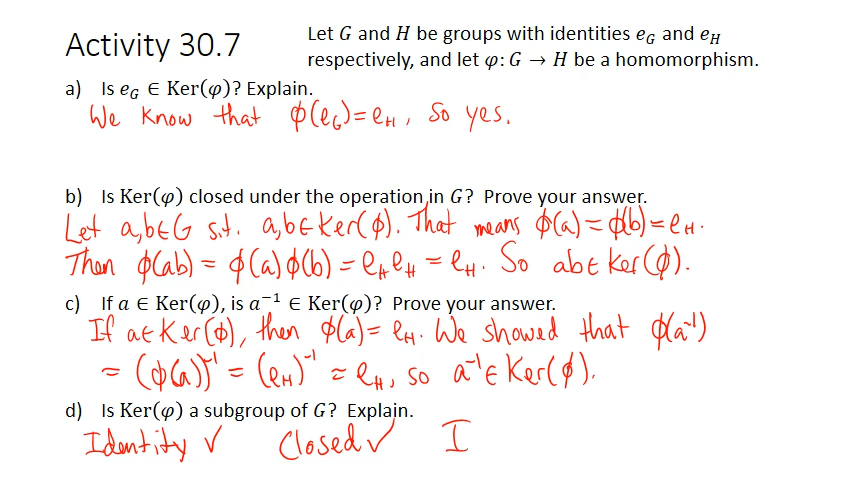 Activity 30.7
Let G and H be groups with identities e_G and e_H
respectively, and let φ: G → H be a homomorphism.
a) Is e_G ∈ Ker(φ)? Explain.
We know that ϕ(e_G)=e_H, so yes.
b) Is Ker(φ) closed under the operation in G? Prove your answer.
Let a,b∈G s.t. a,b∈Ker(ϕ). That means ϕ(a)=ϕ(b)=e_H.
Then ϕ(ab)=ϕ(a)ϕ(b)=e_He_H=e_H. So ab∈Ker(ϕ).
c) If a ∈ Ker(φ), is a⁻¹ ∈ Ker(φ)? Prove your answer.
If a∈Ker(ϕ), then ϕ(a)=e_H. We showed that ϕ(a⁻¹)
=(ϕ(a))⁻¹=(e_H)⁻¹=e_H, so a⁻¹∈Ker(ϕ).
d) Is Ker(φ) a subgroup of G? Explain.
Identity ✓ Closed ✓ I